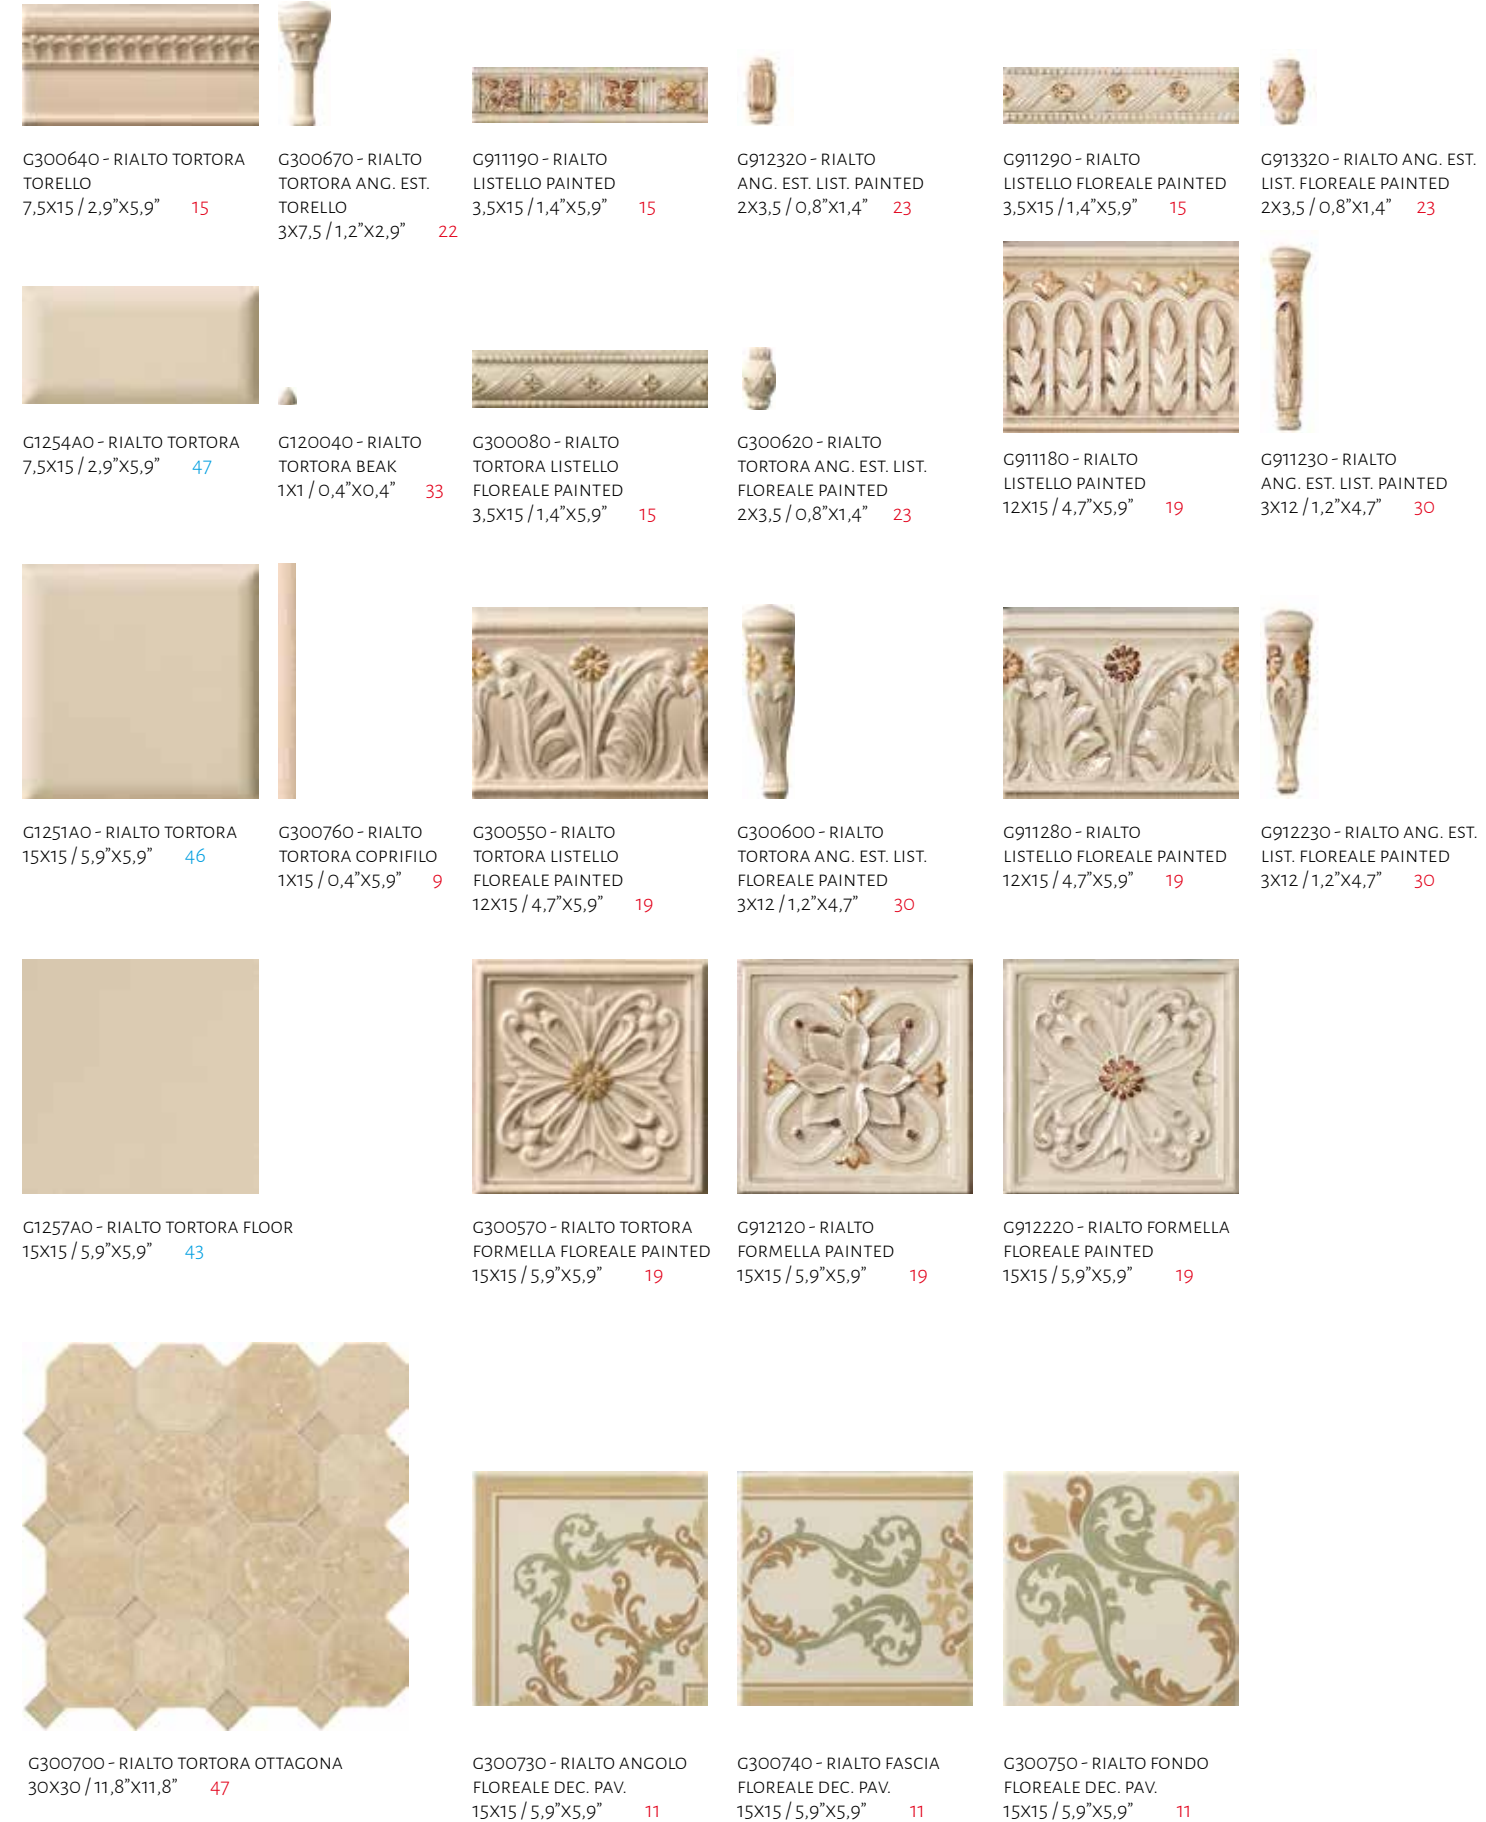 G300640 - RIALTO TORTORA
TORELLO
7,5X15 / 2,9”X5,9” 15
G300670 - RIALTO
TORTORA ANG. EST.
TORELLO
3X7,5 / 1,2”X2,9” 22
G911190 - RIALTO
LISTELLO PAINTED
3,5X15 / 1,4”X5,9” 15
G912320 - RIALTO
ANG. EST. LIST. PAINTED
2X3,5 / 0,8”X1,4” 23
G911290 - RIALTO
LISTELLO FLOREALE PAINTED
3,5X15 / 1,4”X5,9” 15
G913320 - RIALTO ANG. EST.
LIST. FLOREALE PAINTED
2X3,5 / 0,8”X1,4” 23
G1254A0 - RIALTO TORTORA
7,5X15 / 2,9”X5,9” 47
G120040 - RIALTO
TORTORA BEAK
1X1 / 0,4”X0,4” 33
G300080 - RIALTO
TORTORA LISTELLO
FLOREALE PAINTED
3,5X15 / 1,4”X5,9” 15
G300620 - RIALTO
TORTORA ANG. EST. LIST.
FLOREALE PAINTED
2X3,5 / 0,8”X1,4” 23
G911180 - RIALTO
LISTELLO PAINTED
12X15 / 4,7”X5,9” 19
G911230 - RIALTO
ANG. EST. LIST. PAINTED
3X12 / 1,2”X4,7” 30
G1251A0 - RIALTO TORTORA
15X15 / 5,9”X5,9” 46
G300760 - RIALTO
TORTORA COPRIFILO
1X15 / 0,4”X5,9” 9
G300550 - RIALTO
TORTORA LISTELLO
FLOREALE PAINTED
12X15 / 4,7”X5,9” 19
G300600 - RIALTO
TORTORA ANG. EST. LIST.
FLOREALE PAINTED
3X12 / 1,2”X4,7” 30
G911280 - RIALTO
LISTELLO FLOREALE PAINTED
12X15 / 4,7”X5,9” 19
G912230 - RIALTO ANG. EST.
LIST. FLOREALE PAINTED
3X12 / 1,2”X4,7” 30
G1257A0 - RIALTO TORTORA FLOOR
15X15 / 5,9”X5,9” 43
G300570 - RIALTO TORTORA
FORMELLA FLOREALE PAINTED
15X15 / 5,9”X5,9” 19
G912120 - RIALTO
FORMELLA PAINTED
15X15 / 5,9”X5,9” 19
G912220 - RIALTO FORMELLA
FLOREALE PAINTED
15X15 / 5,9”X5,9” 19
G300700 - RIALTO TORTORA OTTAGONA
30X30 / 11,8”X11,8” 47
G300730 - RIALTO ANGOLO
FLOREALE DEC. PAV.
15X15 / 5,9”X5,9” 11
G300740 - RIALTO FASCIA
FLOREALE DEC. PAV.
15X15 / 5,9”X5,9” 11
G300750 - RIALTO FONDO
FLOREALE DEC. PAV.
15X15 / 5,9”X5,9” 11